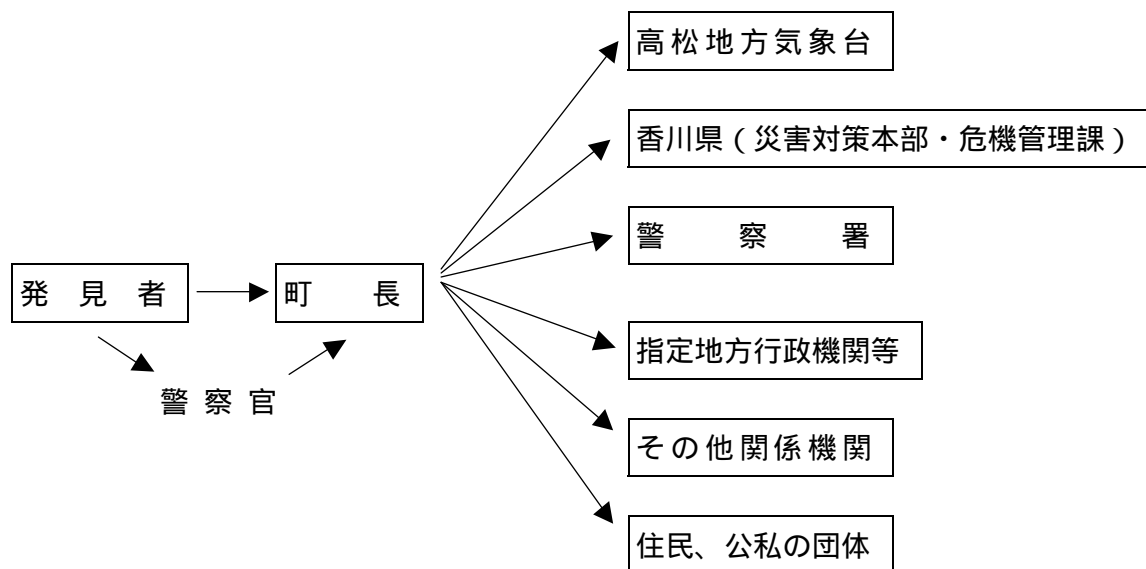 高松地方気象台
香川県（災害対策本部・危機管理課）
警察署
発見者
町長
指定地方行政機関等
警察官
その他関係機関
住民、公私の団体